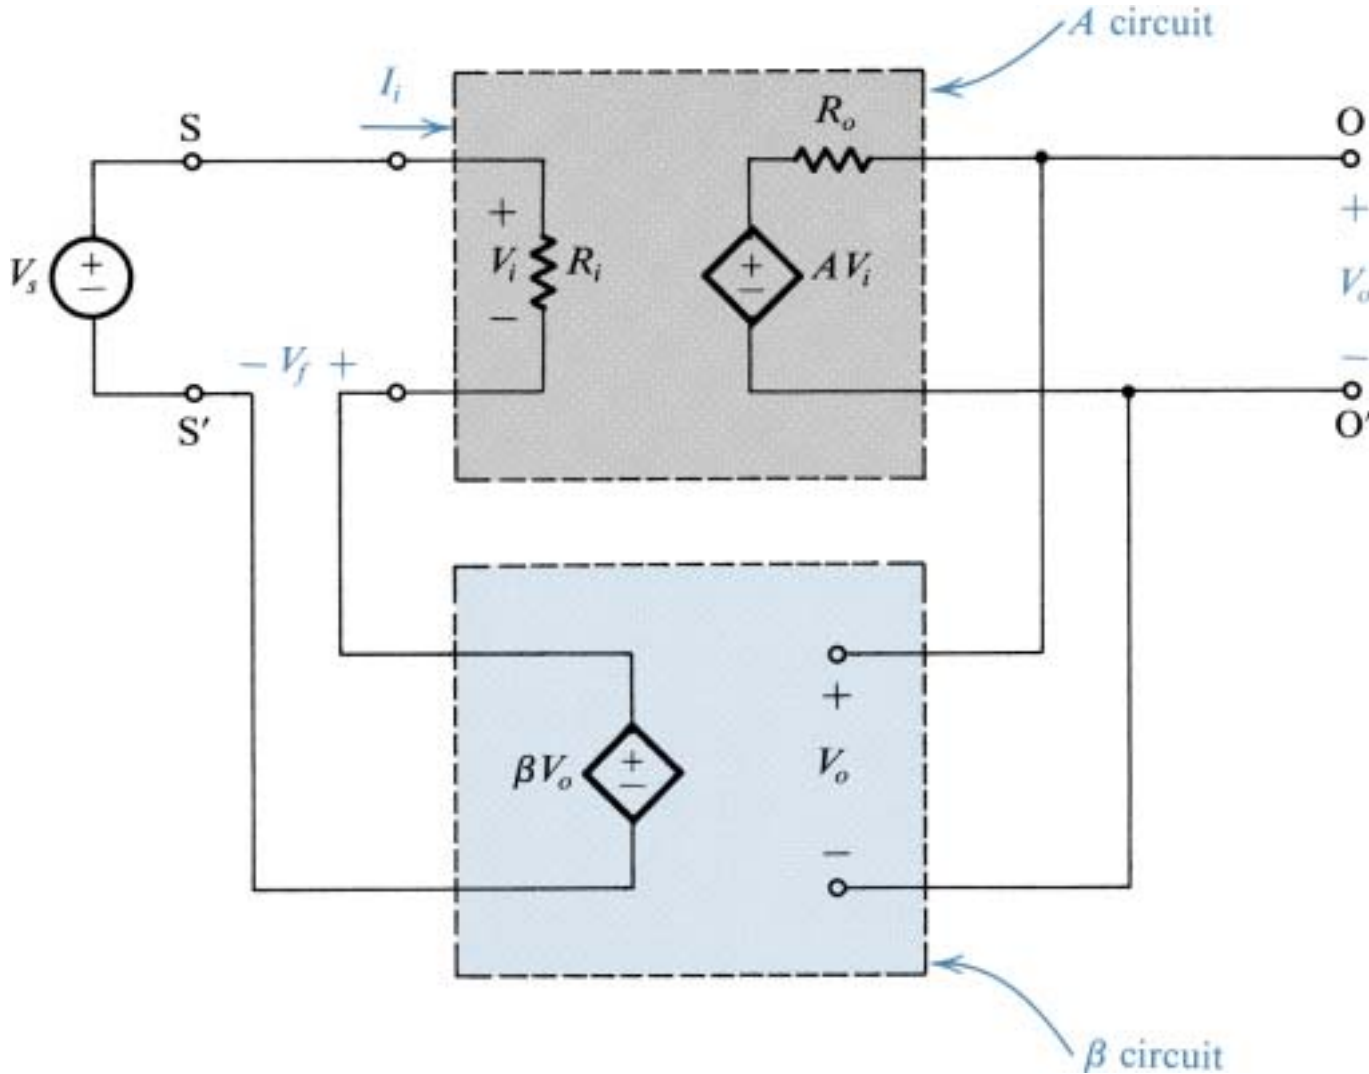 A circuit
I_i
R_o
S
O
+
+
V_s
+
−
V_i
R_i
+
−
AV_i
V_o
−
− V_f +
−
S′
O′
+
βV_o
+
−
V_o
−
β circuit